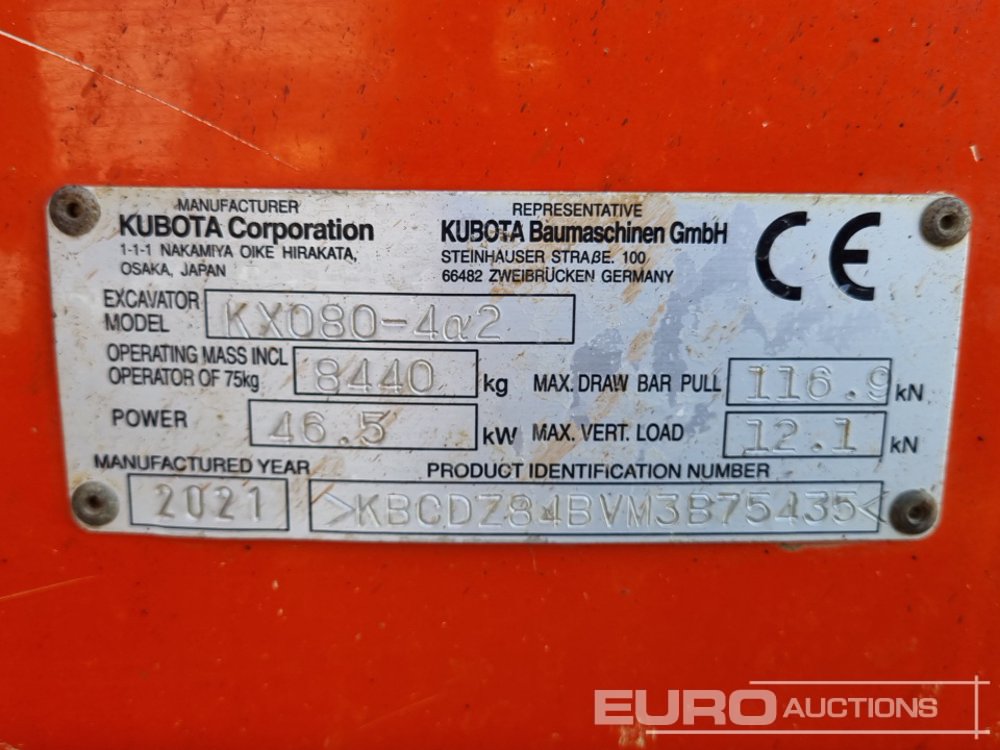 MANUFACTURER
KUBOTA Corporation
1-1-1 NAKAMIYA OIKE HIRAKATA,
OSAKA, JAPAN
REPRESENTATIVE
KUBOTA Baumaschinen GmbH
STEINHAUSER STRAßE. 100
66482 ZWEIBRÜCKEN GERMANY
CE
EXCAVATOR MODEL KX080-4α2
OPERATING MASS INCL OPERATOR OF 75kg 8440 kg
MAX. DRAW BAR PULL 116.9 kN
POWER 46.5 kW
MAX. VERT. LOAD 12.1 kN
MANUFACTURED YEAR
2021
PRODUCT IDENTIFICATION NUMBER
>KBCDZ84BVM3B75435<
EURO AUCTIONS